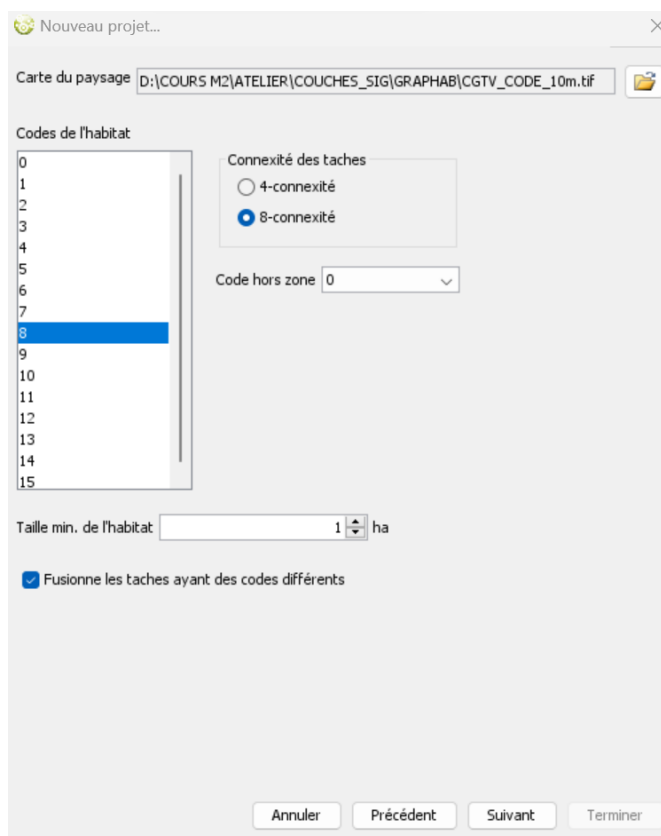 Nouveau projet...
Carte du paysage D:\COURS M2\ATELIER\COUCHES_SIG\GRAPHAB\CGTV_CODE_10m.tif
Codes de l'habitat
0
1
2
3
4
5
6
7
8
9
10
11
12
13
14
15
Connexité des taches
4-connexité
8-connexité
Code hors zone 0
Taille min. de l'habitat 1 ha
Fusionne les taches ayant des codes différents
Annuler Précédent Suivant Terminer